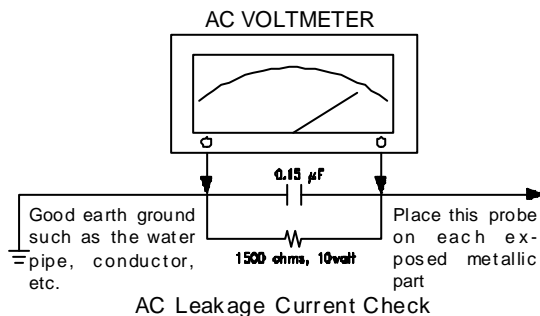 AC VOLTMETER
0.15 µF
Good earth ground
such as the water
pipe, conductor,
etc.
1500 ohms, 10watt
Place this probe
on each ex-
posed metallic
part
AC Leakage Current Check